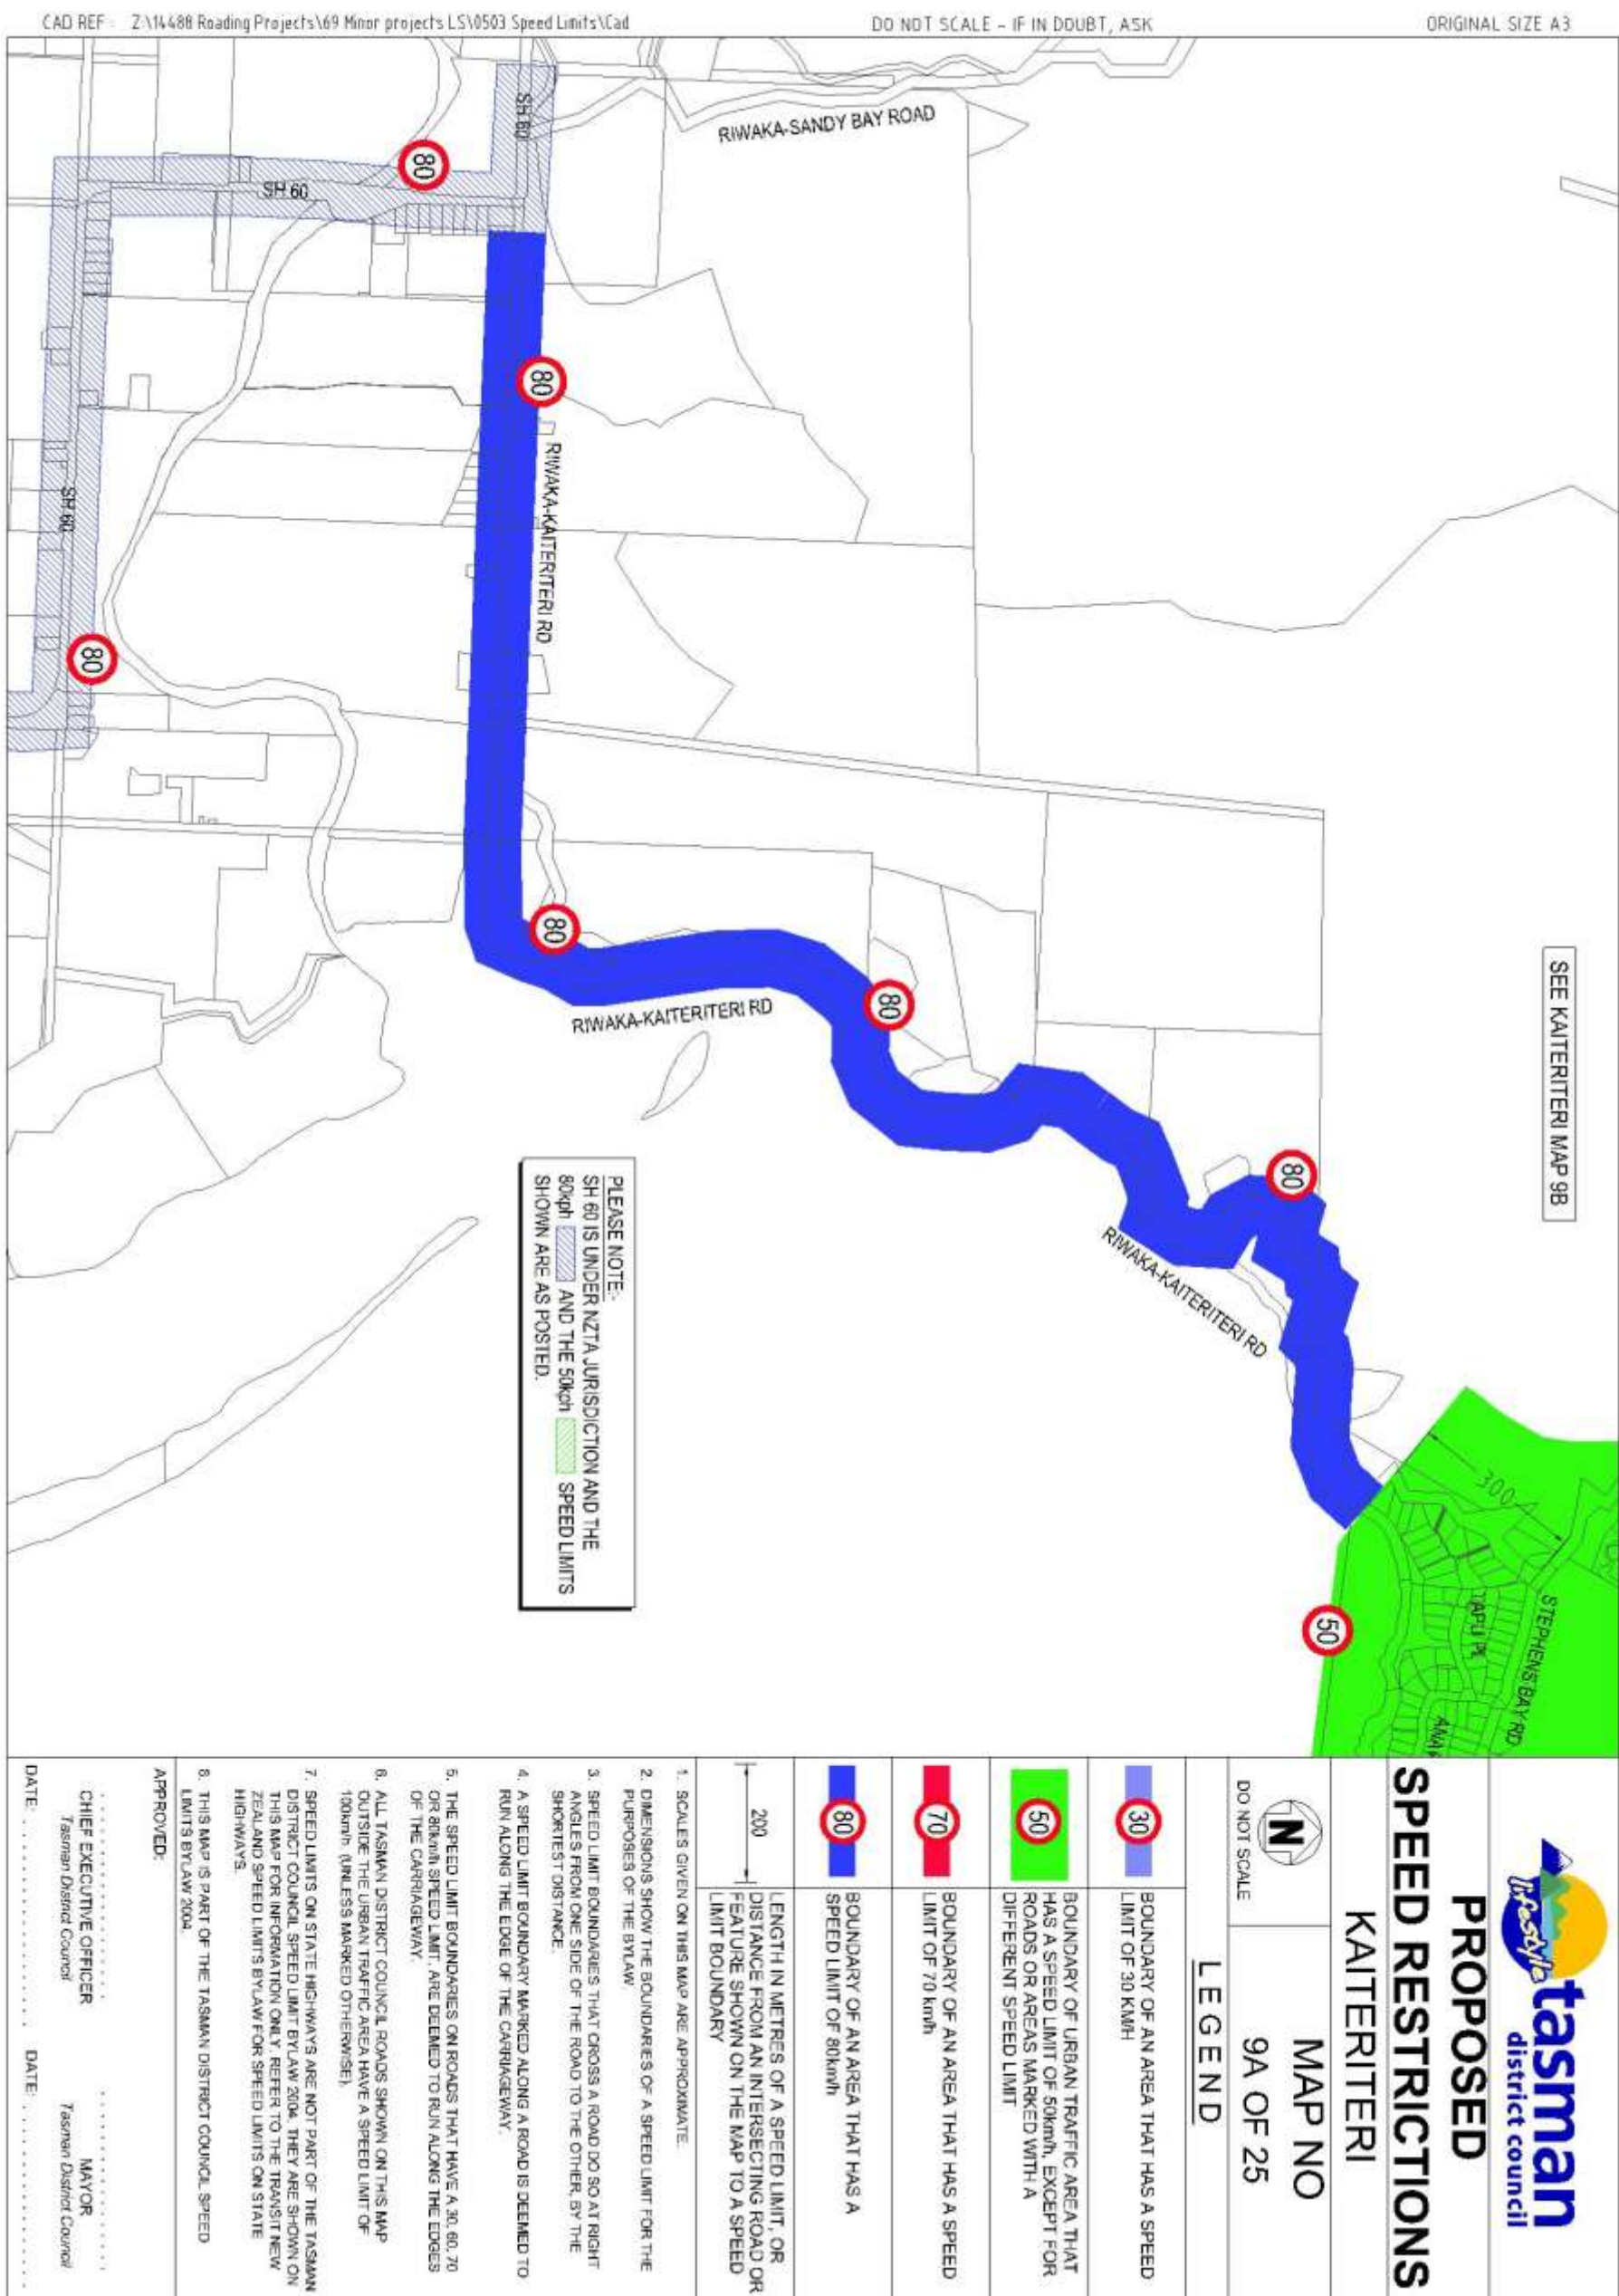 CAD REF : Z:\14488 Roading Projects\69 Minor projects LS\0503 Speed Limits\Cad
DO NOT SCALE - IF IN DOUBT, ASK
ORIGINAL SIZE A3
lifestyle
tasman
district council
PROPOSED
SPEED RESTRICTIONS
KAITERITERI
N
DO NOT SCALE
MAP NO
9A OF 25
LEGEND
30
BOUNDARY OF AN AREA THAT HAS A SPEED
LIMIT OF 30 KM/H
50
BOUNDARY OF URBAN TRAFFIC AREA THAT
HAS A SPEED LIMIT OF 50km/h, EXCEPT FOR
ROADS OR AREAS MARKED WITH A
DIFFERENT SPEED LIMIT
70
BOUNDARY OF AN AREA THAT HAS A SPEED
LIMIT OF 70 km/h
80
BOUNDARY OF AN AREA THAT HAS A
SPEED LIMIT OF 80km/h
200
LENGTH IN METRES OF A SPEED LIMIT, OR
DISTANCE FROM AN INTERSECTING ROAD OR
FEATURE SHOWN ON THE MAP TO A SPEED
LIMIT BOUNDARY
1. SCALES GIVEN ON THIS MAP ARE APPROXIMATE.
2. DIMENSIONS SHOW THE BOUNDARIES OF A SPEED LIMIT FOR THE
PURPOSES OF THE BYLAW.
3. SPEED LIMIT BOUNDARIES THAT CROSS A ROAD DO SO AT RIGHT
ANGLES FROM ONE SIDE OF THE ROAD TO THE OTHER, BY THE
SHORTEST DISTANCE.
4. A SPEED LIMIT BOUNDARY MARKED ALONG A ROAD IS DEEMED TO
RUN ALONG THE EDGE OF THE CARRIAGEWAY.
5. THE SPEED LIMIT BOUNDARIES ON ROADS THAT HAVE A 30, 60, 70
OR 80km/h SPEED LIMIT, ARE DEEMED TO RUN ALONG THE EDGES
OF THE CARRIAGEWAY.
6. ALL TASMAN DISTRICT COUNCIL ROADS SHOWN ON THIS MAP
OUTSIDE THE URBAN TRAFFIC AREA HAVE A SPEED LIMIT OF
100km/h (UNLESS MARKED OTHERWISE).
7. SPEED LIMITS ON STATE HIGHWAYS ARE NOT PART OF THE TASMAN
DISTRICT COUNCIL SPEED LIMIT BYLAW 2004. THEY ARE SHOWN ON
THIS MAP FOR INFORMATION ONLY. REFER TO THE TRANSIT NEW
ZEALAND SPEED LIMITS BYLAW FOR SPEED LIMITS ON STATE
HIGHWAYS.
8. THIS MAP IS PART OF THE TASMAN DISTRICT COUNCIL SPEED
LIMITS BYLAW 2004.
APPROVED:
CHIEF EXECUTIVE OFFICER
Tasman District Council
MAYOR
Tasman District Council
DATE:
DATE:
SEE KAITERITERI MAP 9B
300
STEPHENS BAY RD
TAPU PL
50
RIWAKA-SANDY BAY ROAD
SH 60
80
SH 60
80
RIWAKA-KAITERITERI RD
SH 60
80
80
RIWAKA-KAITERITERI RD
80
80
RIWAKA-KAITERITERI RD
PLEASE NOTE:-
SH 60 IS UNDER NZTA JURISDICTION AND THE
80kph AND THE 50kph SPEED LIMITS
SHOWN ARE AS POSTED.